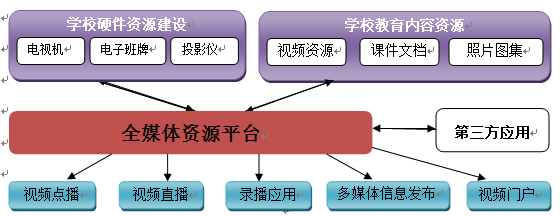 学校硬件资源建设
学校教育内容资源
电视机
电子班牌
投影仪
视频资源
课件文档
照片图集
全媒体资源平台
第三方应用
视频点播
视频直播
录播应用
多媒体信息发布
视频门户